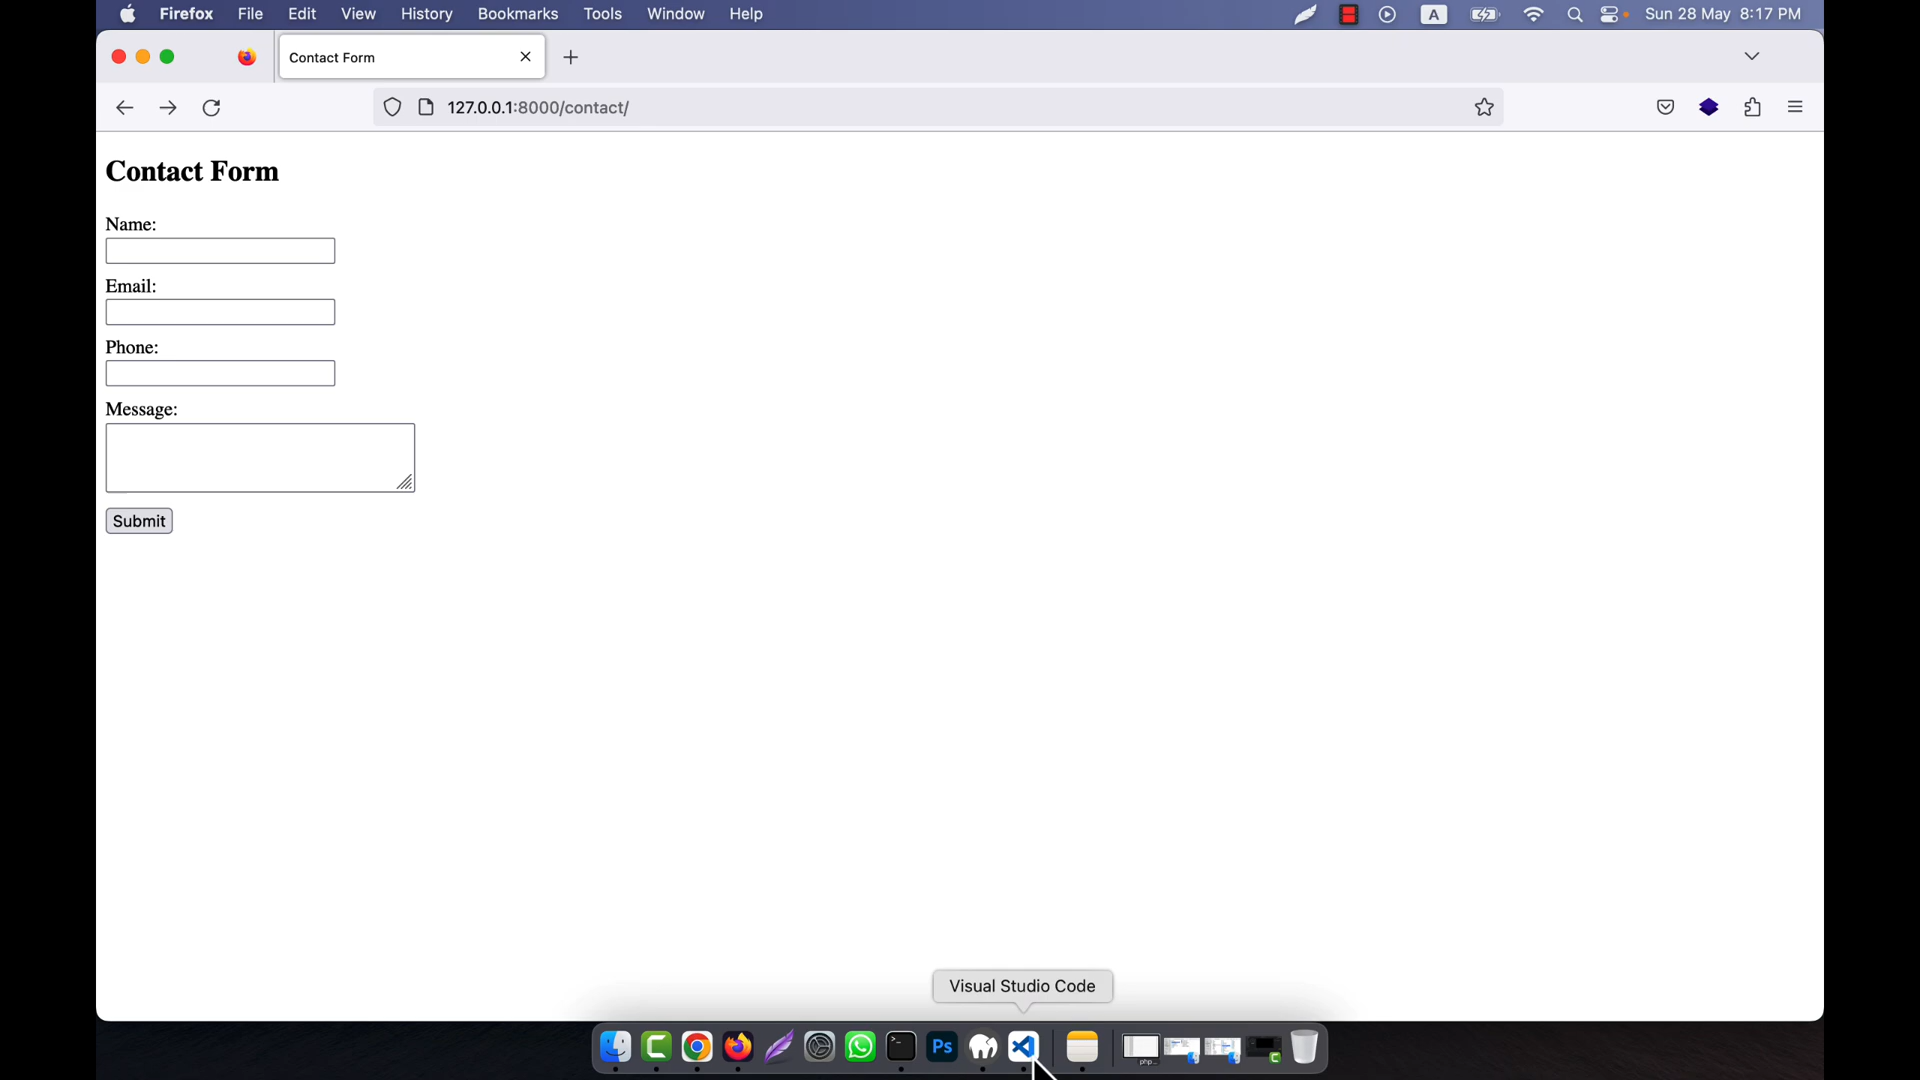 Firefox File Edit View History Bookmarks Tools Window Help A Sun 28 May 8:17 PM
Contact Form
127.0.0.1:8000/contact/
Contact Form
Name:
Email:
Phone:
Message:
Submit
Visual Studio Code
Ps
php...